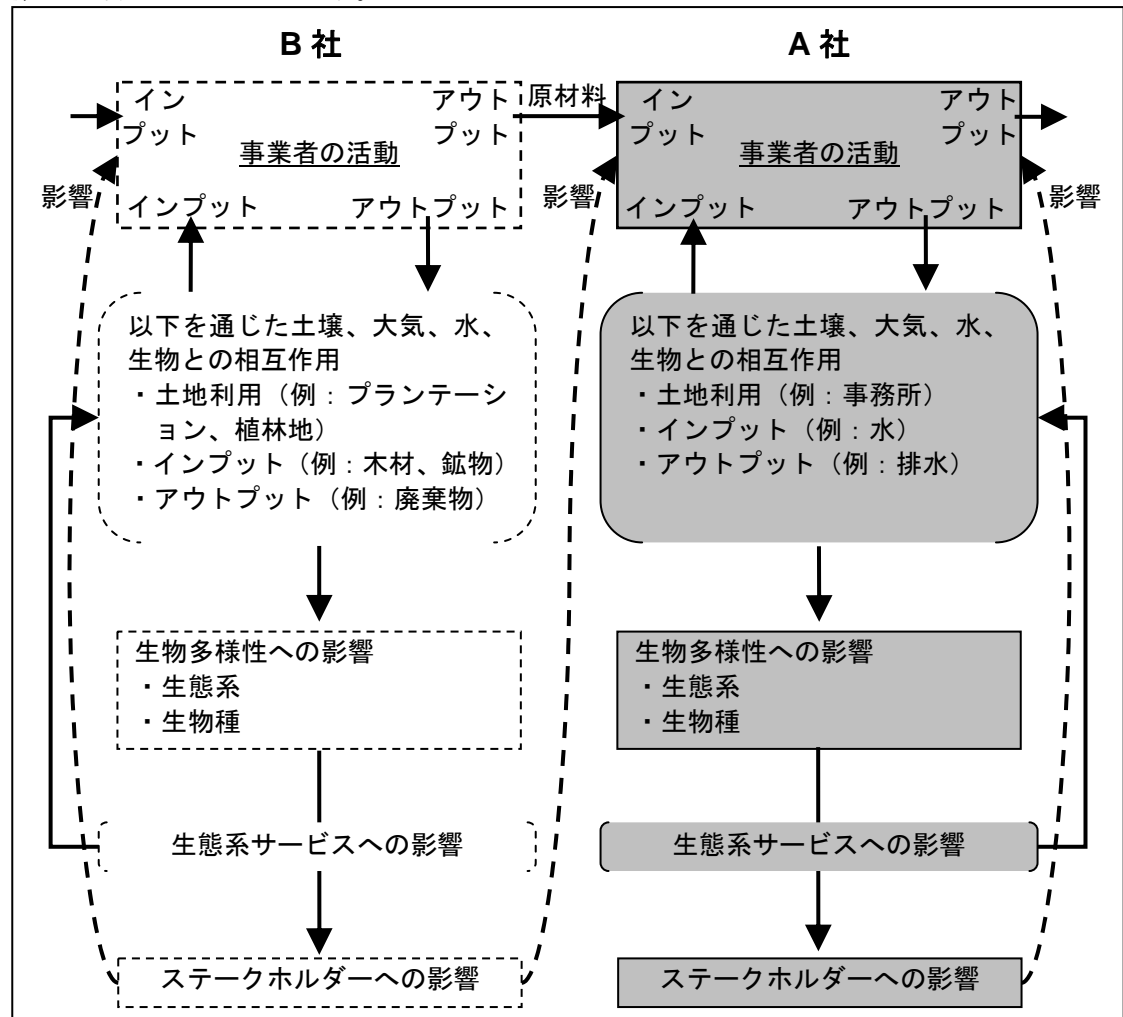 B 社
A 社
イン
プット
アウト
プット
事業者の活動
インプット
アウトプット
影響
原材料
イン
プット
アウト
プット
事業者の活動
インプット
アウトプット
影響
影響
以下を通じた土壌、大気、水、
生物との相互作用
・土地利用（例：プランテーシ
ョン、植林地）
・インプット（例：木材、鉱物）
・アウトプット（例：廃棄物）
以下を通じた土壌、大気、水、
生物との相互作用
・土地利用（例：事務所）
・インプット（例：水）
・アウトプット（例：排水）
生物多様性への影響
・生態系
・生物種
生物多様性への影響
・生態系
・生物種
生態系サービスへの影響
生態系サービスへの影響
ステークホルダーへの影響
ステークホルダーへの影響